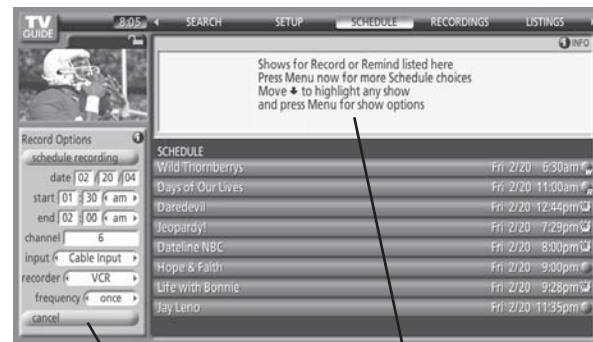 TV GUIDE
8:05
SEARCH SETUP SCHEDULE RECORDINGS LISTINGS
INFO
Shows for Record or Remind listed here
Press Menu now for more Schedule choices
Move to highlight any show
and press Menu for show options
Record Options
schedule recording
date 02 / 20 / 04
start 01 : 30 am
end 02 : 00 am
channel 6
input Cable Input
recorder VCR
frequency once
cancel
SCHEDULE
Wild Thornberrys Fri 2/20 6:30am
Days of Our Lives Fri 2/20 11:00am
Daredevil Fri 2/20 12:44pm
Jeopardy! Fri 2/20 7:29pm
Dateline NBC Fri 2/20 8:00pm
Hope & Faith Fri 2/20 9:00pm
Life with Bonnie Fri 2/20 9:28pm
Jay Leno Fri 2/20 11:35pm